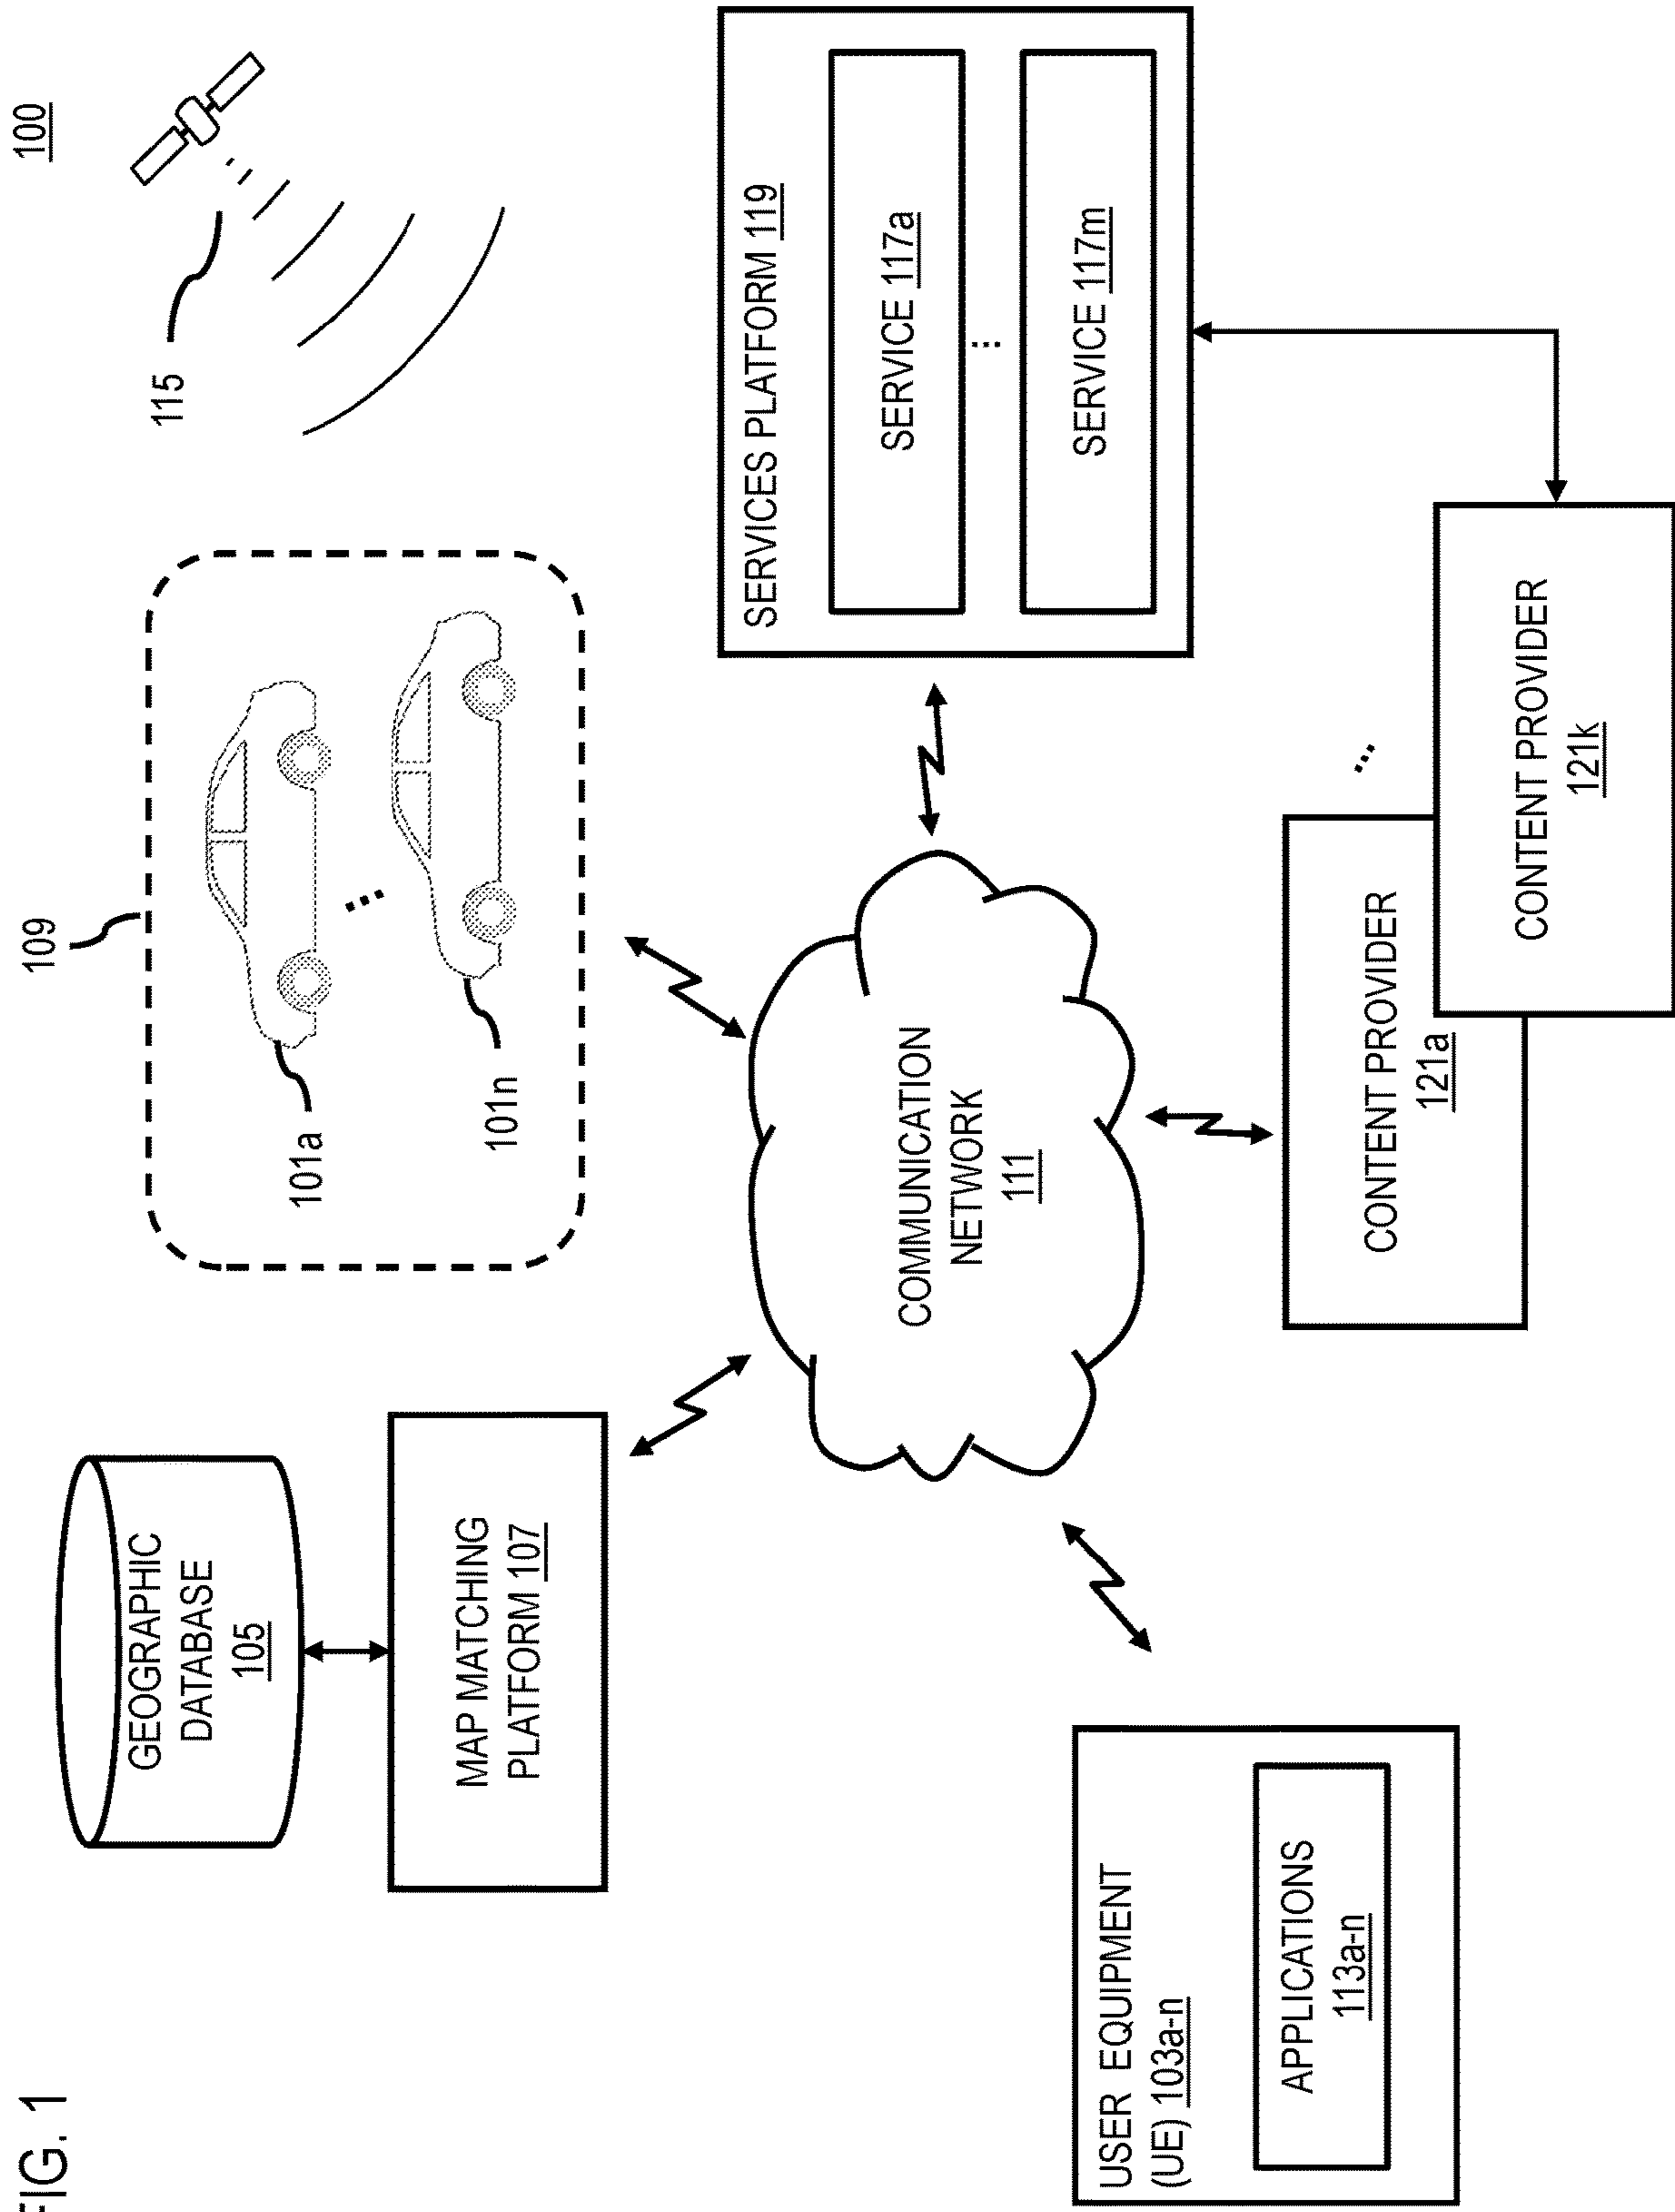 FIG. 1
100
GEOGRAPHIC
DATABASE
105
MAP MATCHING
PLATFORM 107
109
101a
...
101n
115
COMMUNICATION
NETWORK
111
SERVICES PLATFORM 119
SERVICE 117a
...
SERVICE 117m
USER EQUIPMENT
(UE) 103a-n
APPLICATIONS
113a-n
CONTENT PROVIDER
121a
...
CONTENT PROVIDER
121k